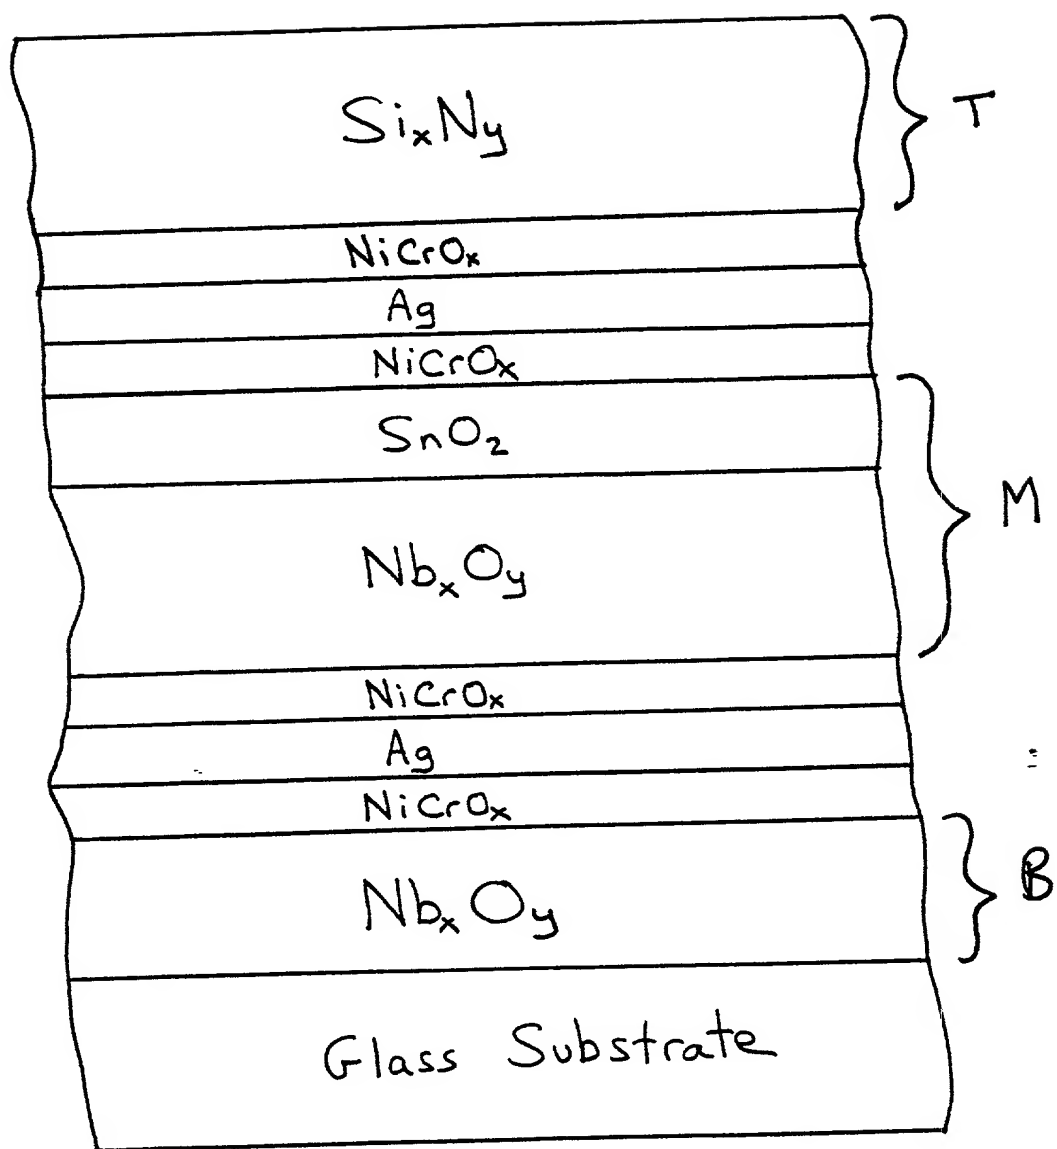 SiₓNy
T
NiCrOₓ
Ag
NiCrOₓ
SnO₂
M
NbₓOy
NiCrOₓ
Ag
NiCrOₓ
NbₓOy
B
Glass Substrate